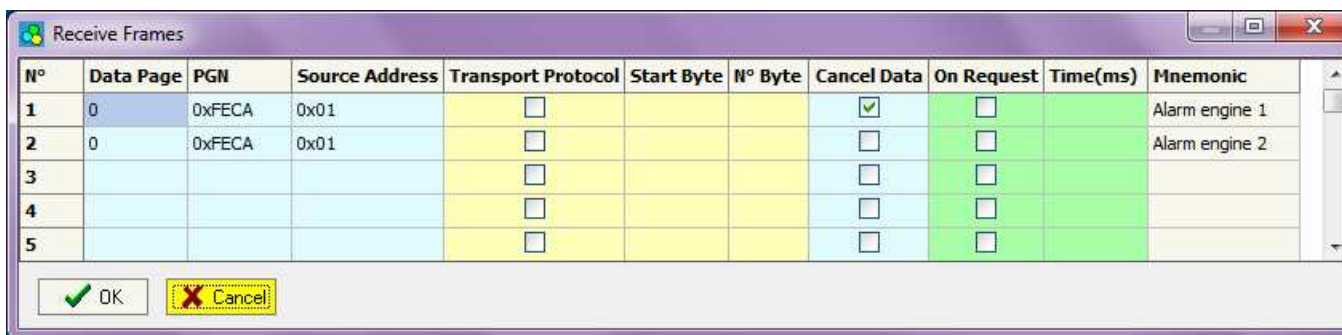 Receive Frames
N° Data Page PGN Source Address Transport Protocol Start Byte N° Byte Cancel Data On Request Time(ms) Mnemonic
1 0 0xFECA 0x01 Alarm engine 1
2 0 0xFECA 0x01 Alarm engine 2
3
4
5
OK Cancel